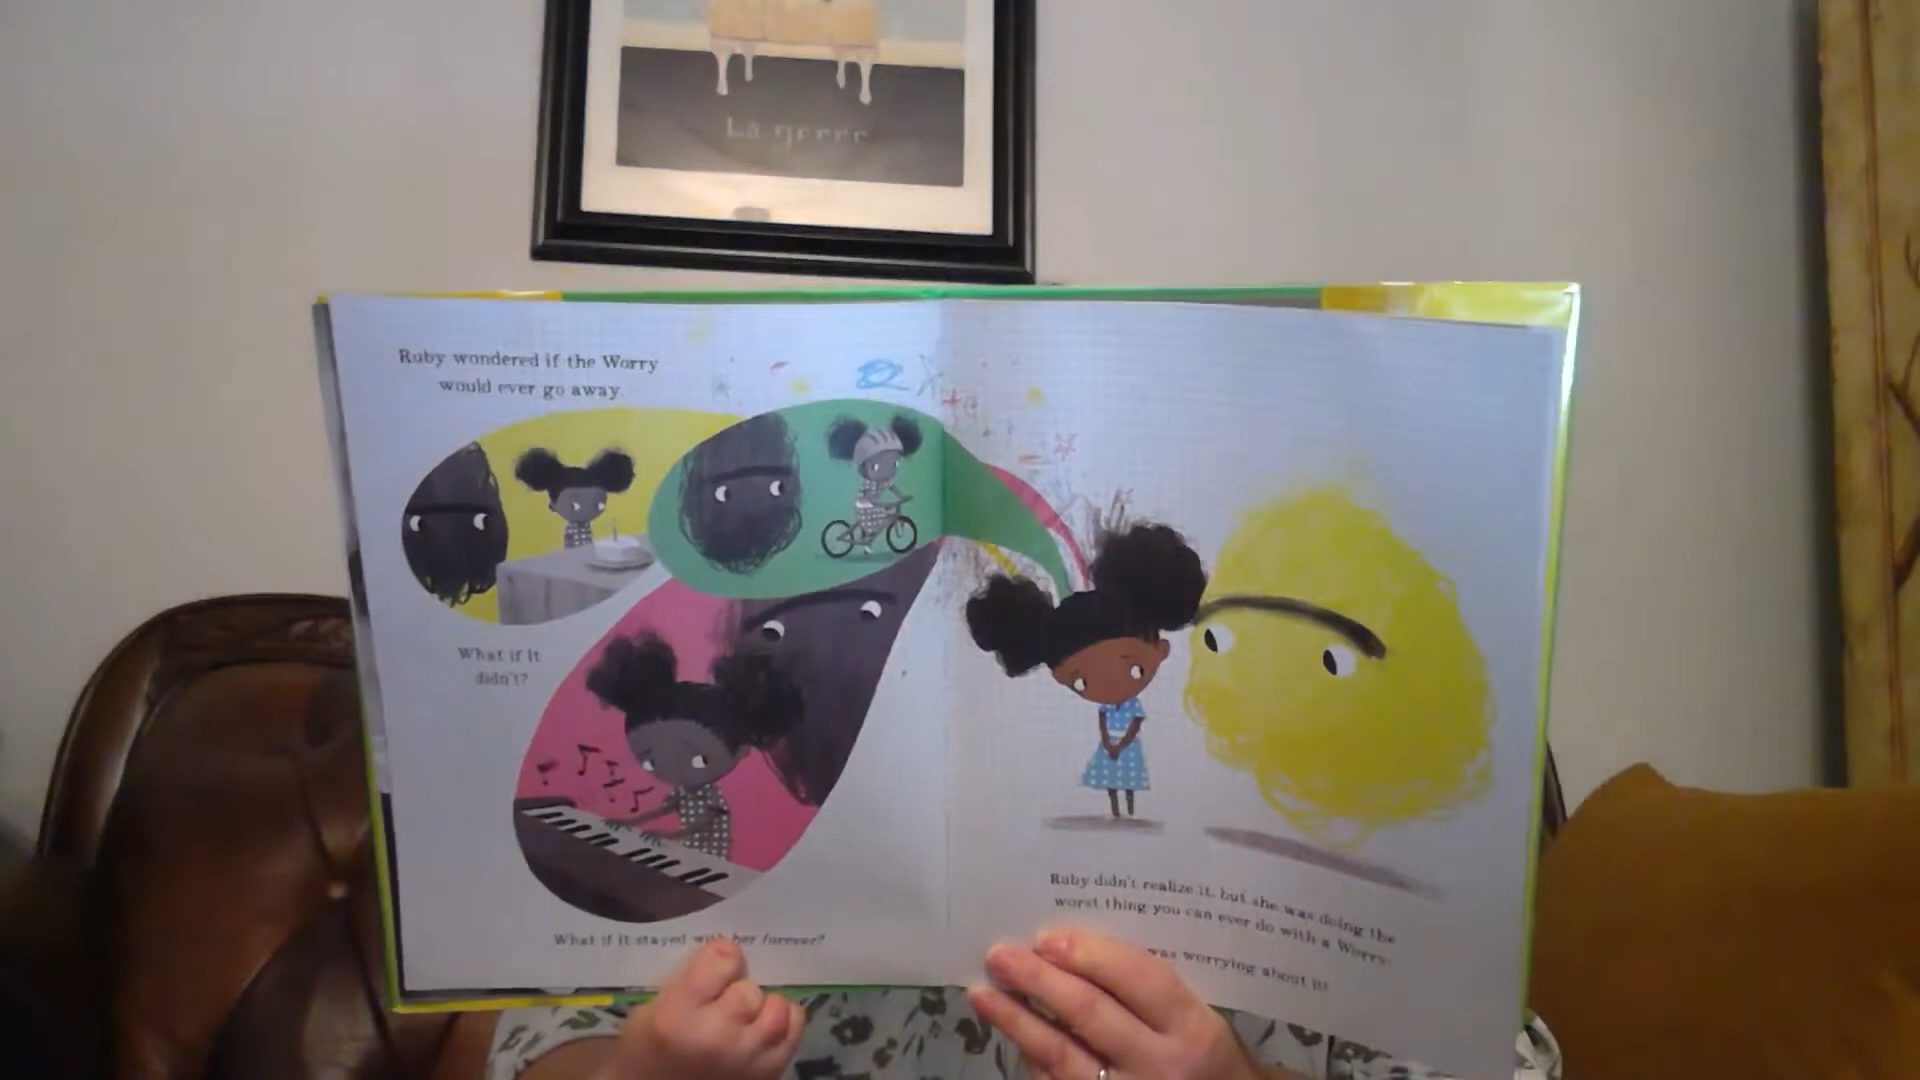 La
Ruby wondered if the Worry
would ever go away.
What if it
didn't?
What if it stayed with her forever?
Ruby didn't realize it, but she was doing the
worst thing you can ever do with a Worry:
was worrying about it!